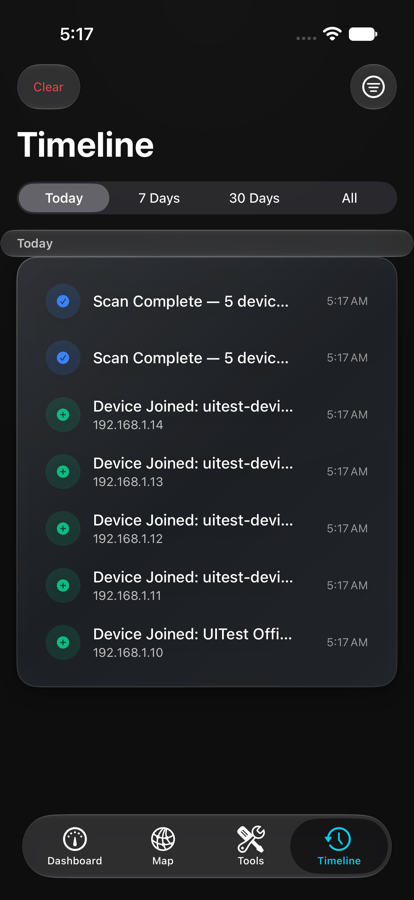 5:17
Clear
Timeline
Today
7 Days
30 Days
All
Today
Scan Complete — 5 devic...
5:17 AM
Scan Complete — 5 devic...
5:17 AM
Device Joined: uitest-devi...
192.168.1.14
5:17 AM
Device Joined: uitest-devi...
192.168.1.13
5:17 AM
Device Joined: uitest-devi...
192.168.1.12
5:17 AM
Device Joined: uitest-devi...
192.168.1.11
5:17 AM
Device Joined: UITest Offi...
192.168.1.10
5:17 AM
Dashboard
Map
Tools
Timeline